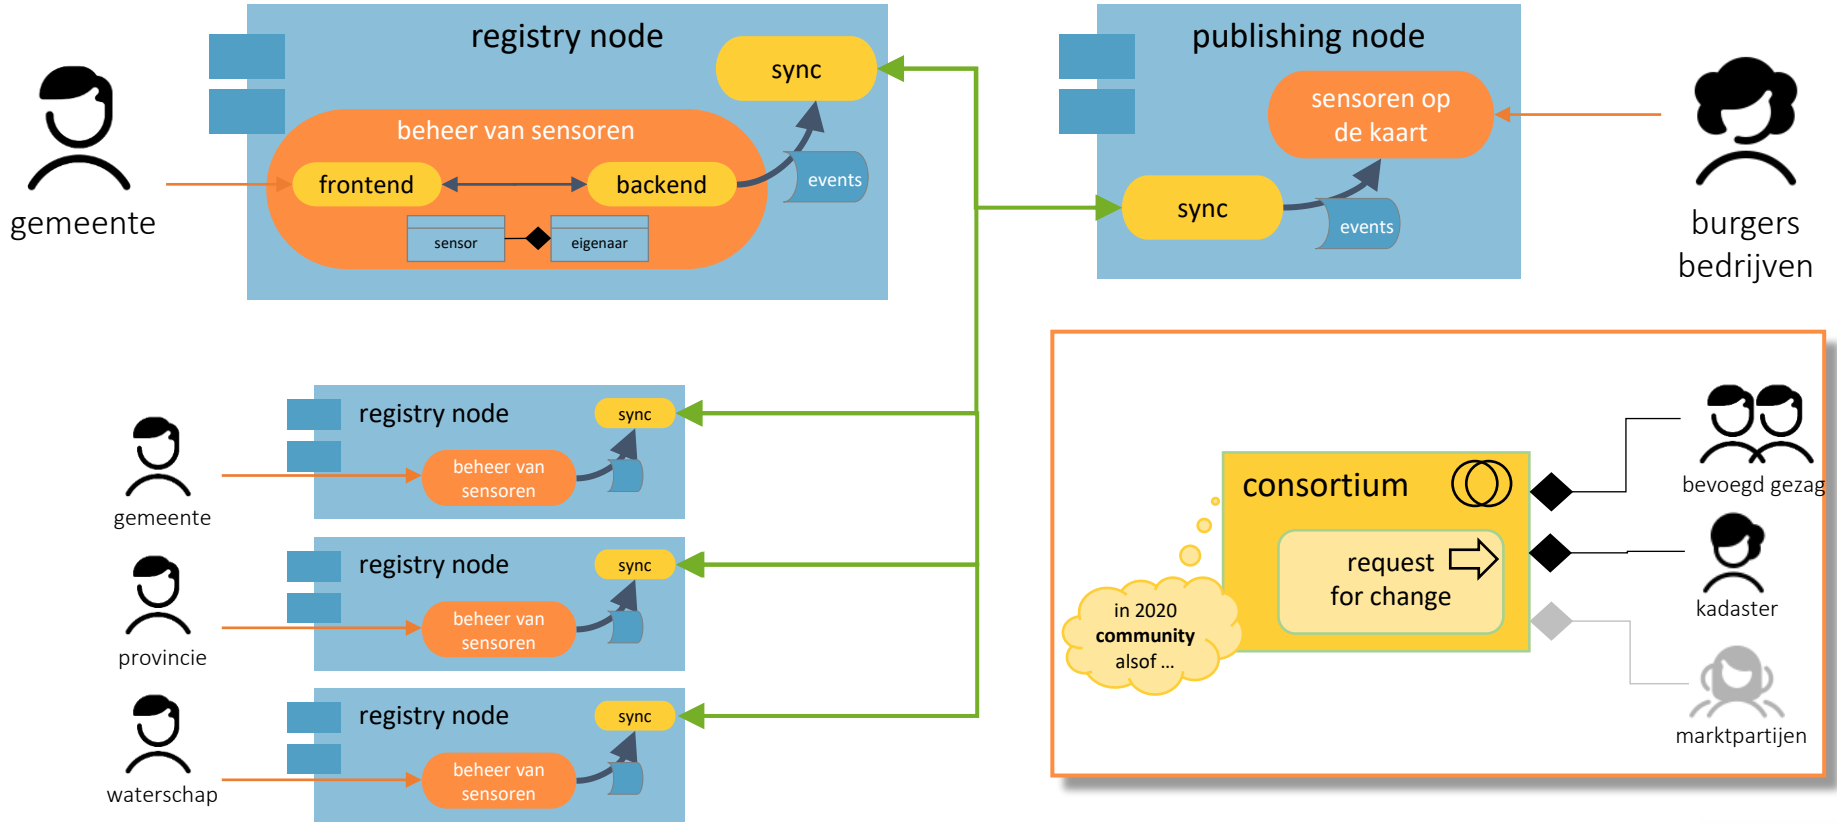 registry node
sync
beheer van sensoren
frontend
backend
events
sensor
eigenaar
gemeente
publishing node
sensoren op
de kaart
sync
events
burgers
bedrijven
registry node
sync
beheer van
sensoren
gemeente
registry node
sync
beheer van
sensoren
provincie
registry node
sync
beheer van
sensoren
waterschap
consortium
request
for change
in 2020
community
alsof ...
bevoegd gezag
kadaster
marktpartijen